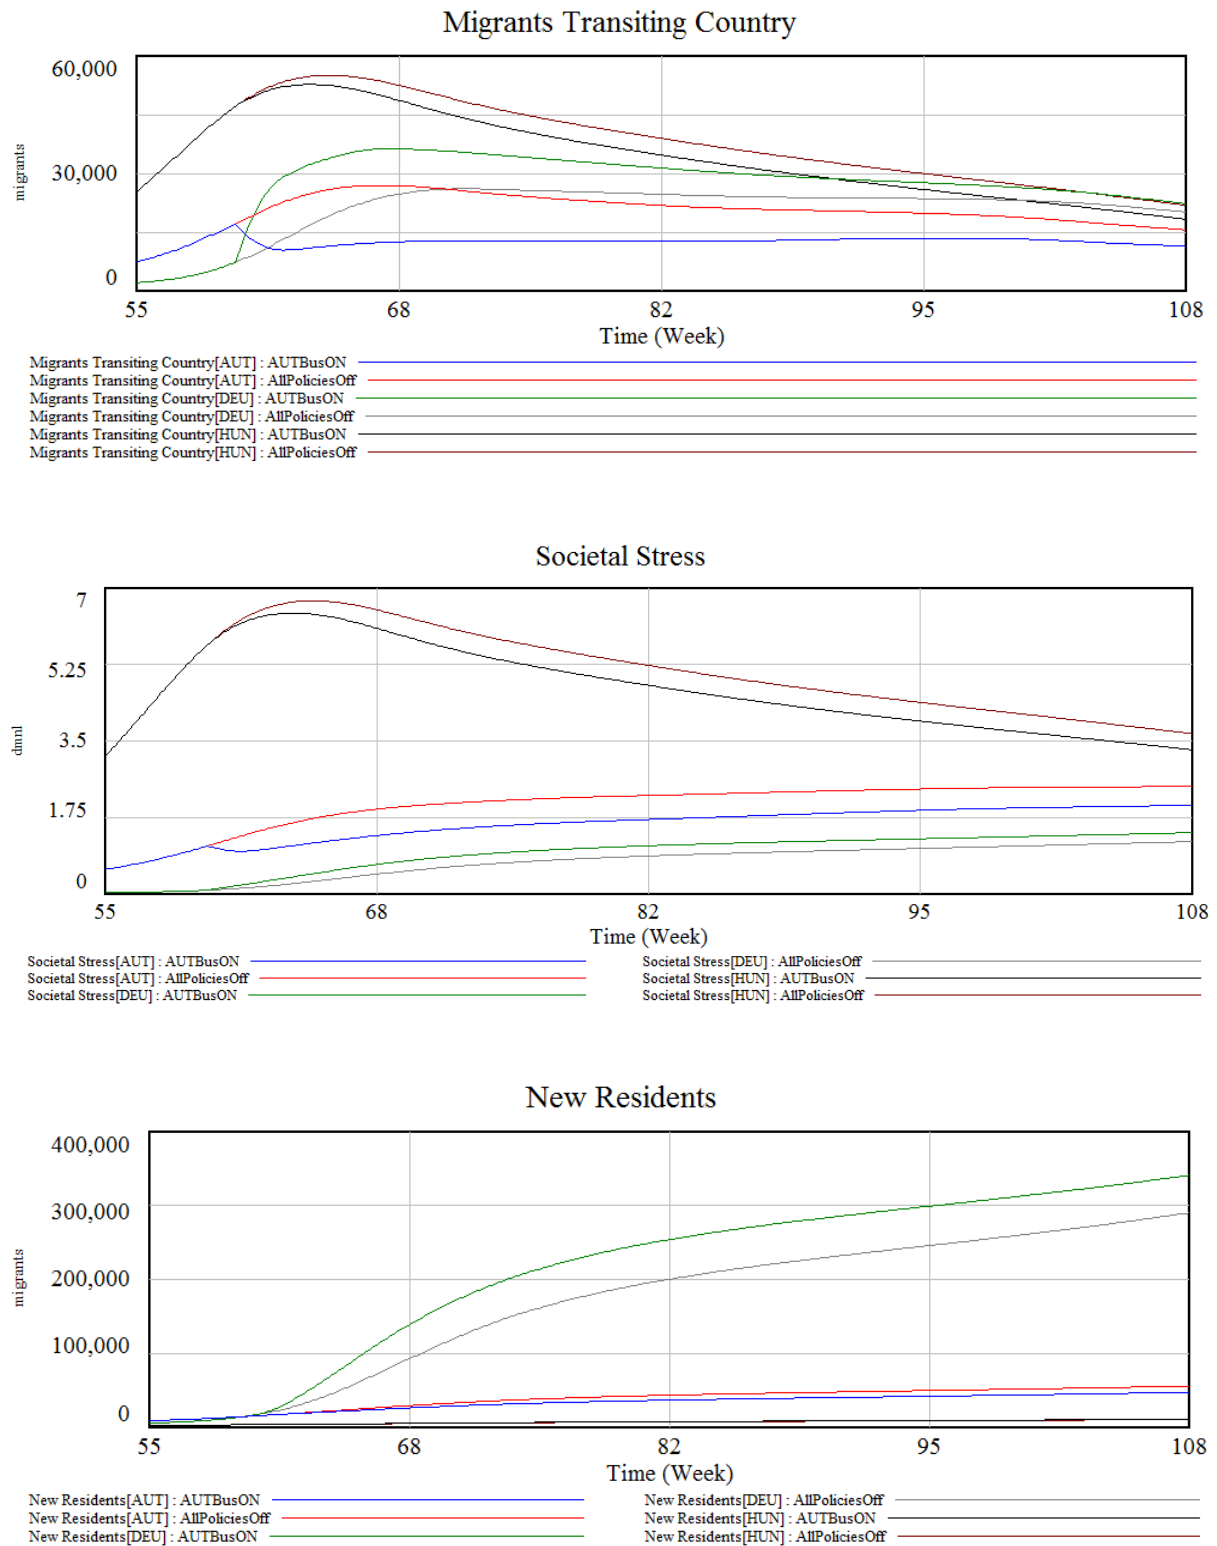 Migrants Transiting Country
60,000
30,000
0
migrants
55 68 82 95 108
Time (Week)
Migrants Transiting Country[AUT] : AUTBusON
Migrants Transiting Country[AUT] : AllPoliciesOff
Migrants Transiting Country[DEU] : AUTBusON
Migrants Transiting Country[DEU] : AllPoliciesOff
Migrants Transiting Country[HUN] : AUTBusON
Migrants Transiting Country[HUN] : AllPoliciesOff
Societal Stress
7
5.25
3.5
1.75
0
dmnl
55 68 82 95 108
Time (Week)
Societal Stress[AUT] : AUTBusON
Societal Stress[AUT] : AllPoliciesOff
Societal Stress[DEU] : AUTBusON
Societal Stress[DEU] : AllPoliciesOff
Societal Stress[HUN] : AUTBusON
Societal Stress[HUN] : AllPoliciesOff
New Residents
400,000
300,000
200,000
100,000
0
migrants
55 68 82 95 108
Time (Week)
New Residents[AUT] : AUTBusON
New Residents[AUT] : AllPoliciesOff
New Residents[DEU] : AUTBusON
New Residents[DEU] : AllPoliciesOff
New Residents[HUN] : AUTBusON
New Residents[HUN] : AllPoliciesOff